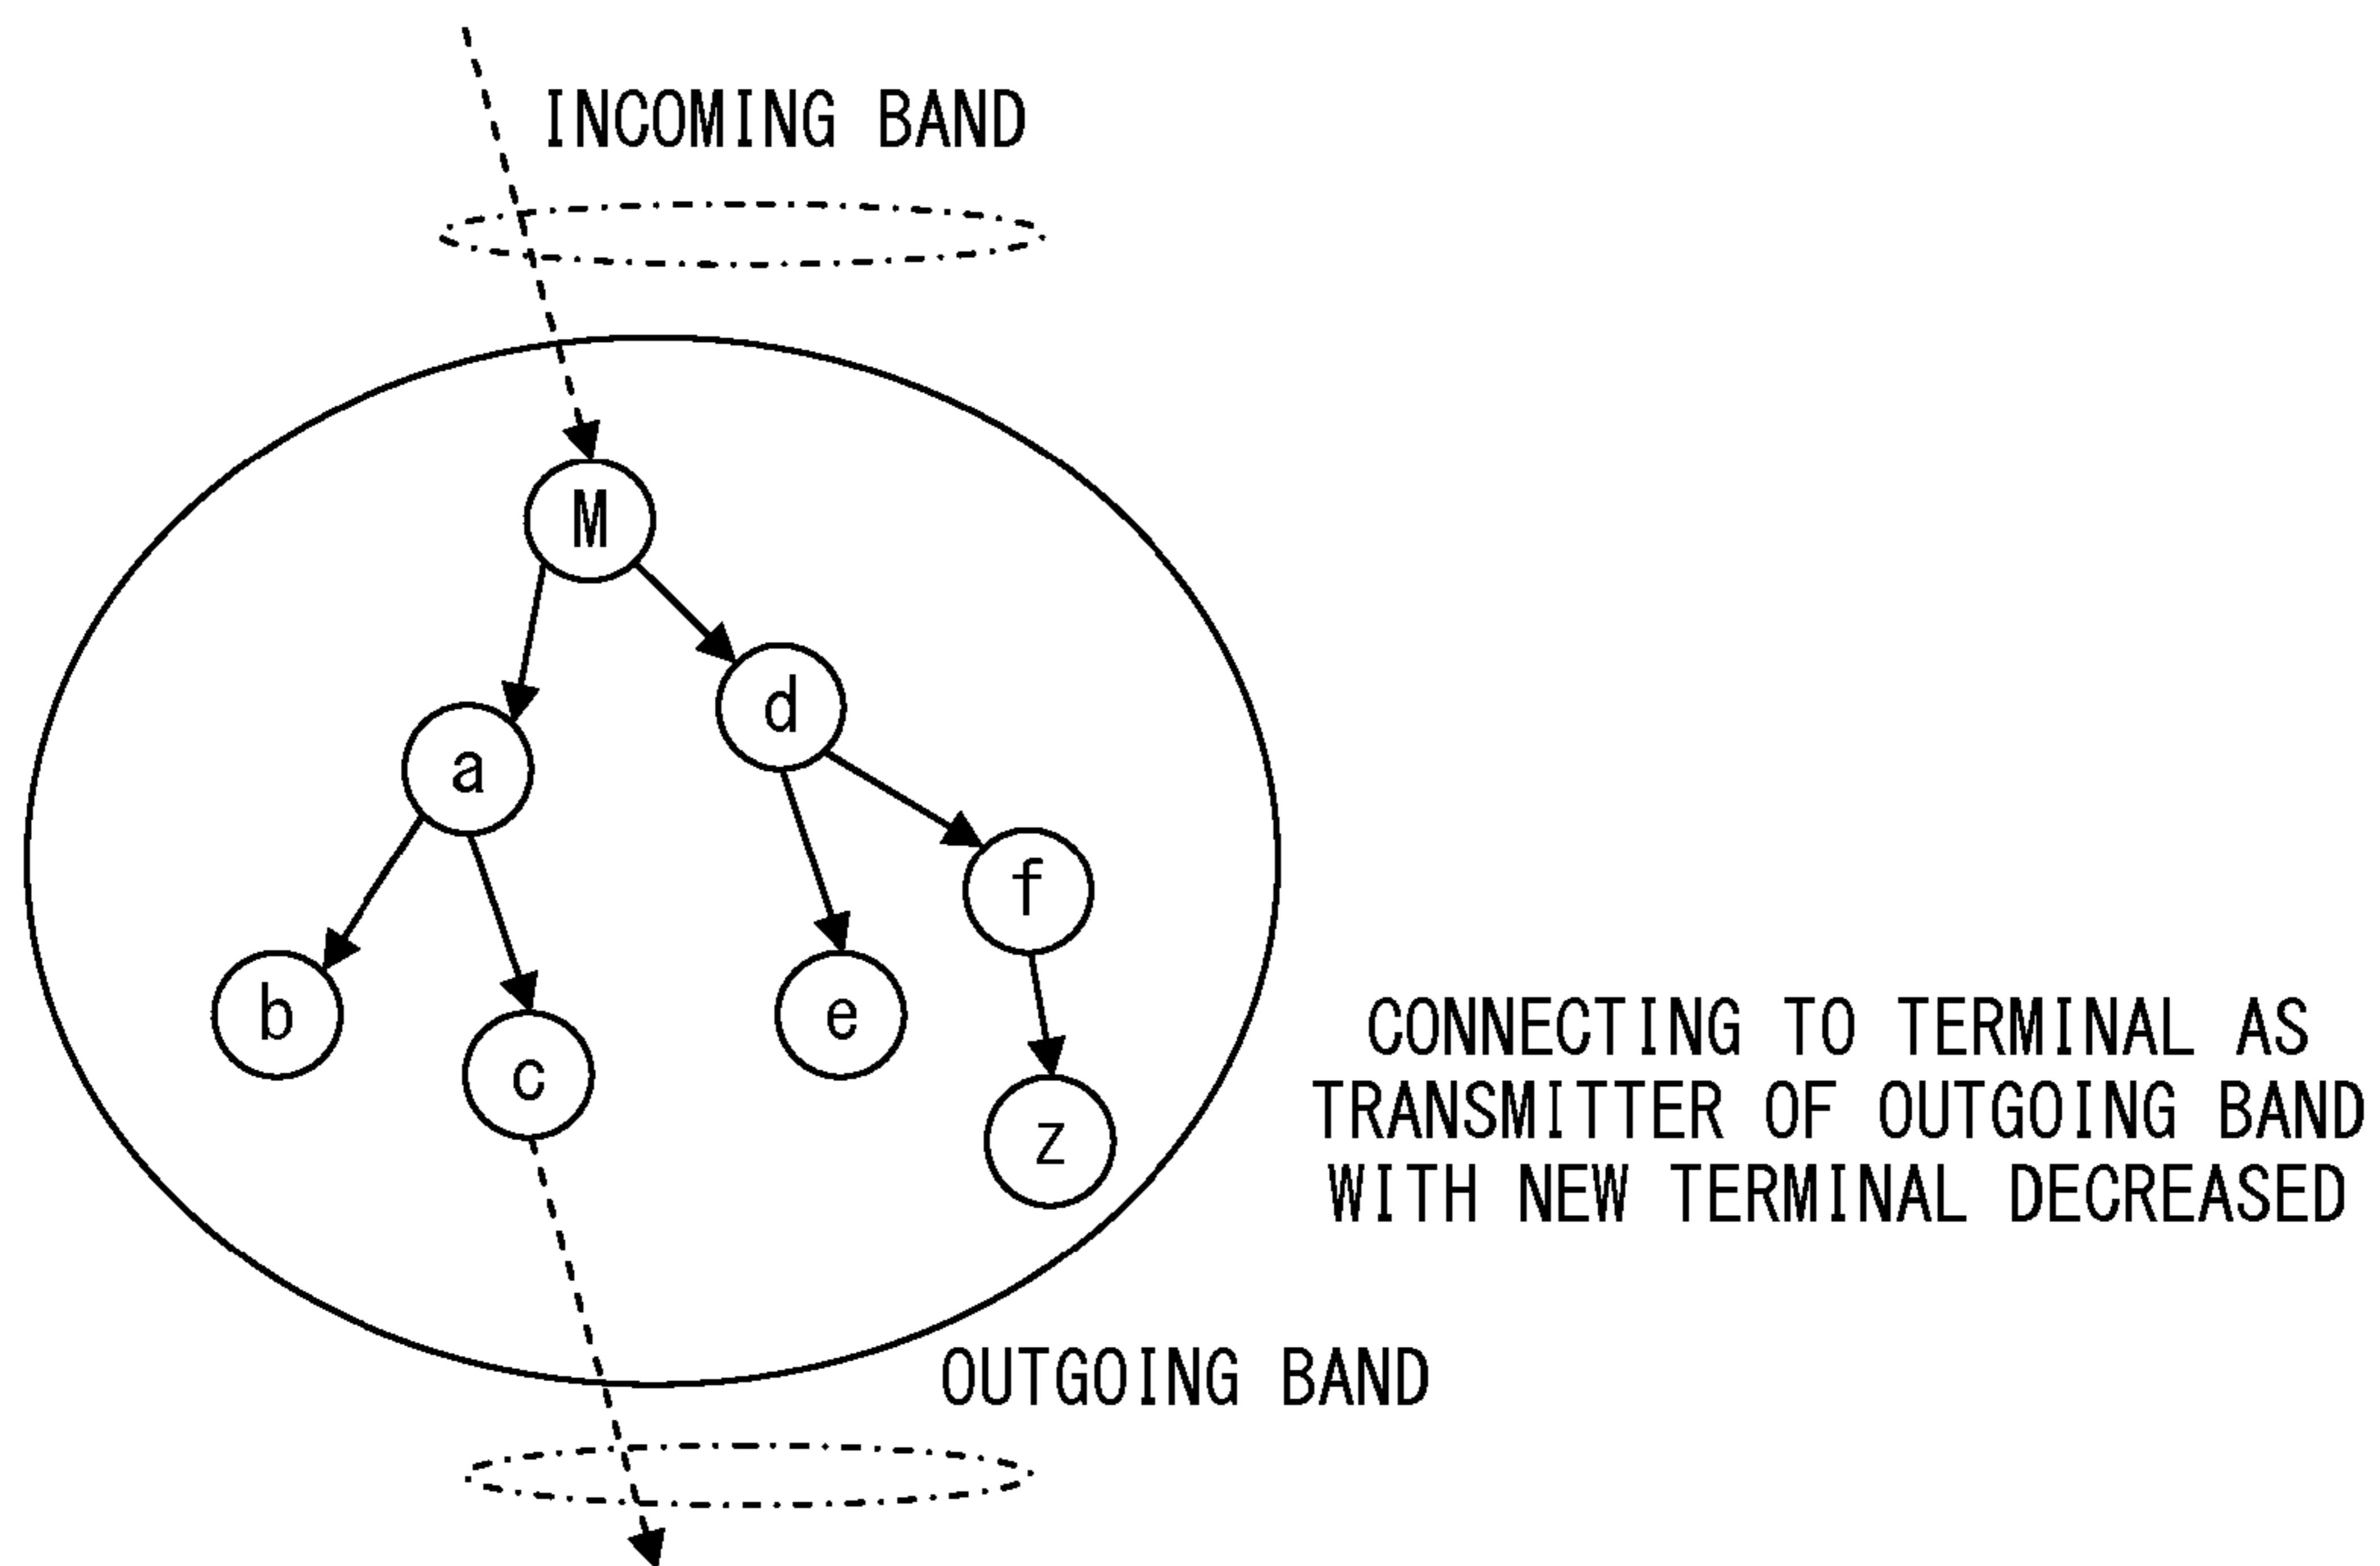 INCOMING BAND
M
d
a
f
b
e
c
z
CONNECTING TO TERMINAL AS
TRANSMITTER OF OUTGOING BAND
WITH NEW TERMINAL DECREASED
OUTGOING BAND